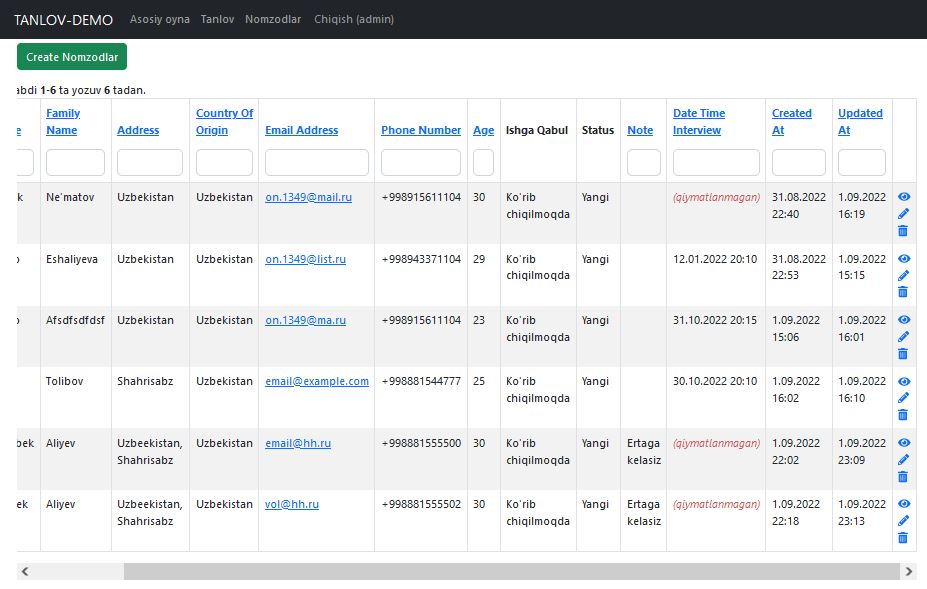 TANLOV-DEMO Asosiy oyna Tanlov Nomzodlar Chiqish (admin)
Create Nomzodlar
abdi 1-6 ta yozuv 6 tadan.
e Family Name Address Country Of Origin Email Address Phone Number Age Ishga Qabul Status Note Date Time Interview Created At Updated At
k Ne'matov Uzbekistan Uzbekistan on.1349@mail.ru +998915611104 30 Ko'rib chiqilmoqda Yangi (qiymatlanmagan) 31.08.2022 22:40 1.09.2022 16:19
o Eshaliyeva Uzbekistan Uzbekistan on.1349@list.ru +998943371104 29 Ko'rib chiqilmoqda Yangi 12.01.2022 20:10 31.08.2022 22:53 1.09.2022 15:15
o Afsdfsdfdsf Uzbekistan Uzbekistan on.1349@ma.ru +998915611104 23 Ko'rib chiqilmoqda Yangi 31.10.2022 20:15 1.09.2022 15:06 1.09.2022 16:01
Tolibov Shahrisabz Uzbekistan email@example.com +998881544777 25 Ko'rib chiqilmoqda Yangi 30.10.2022 20:10 1.09.2022 16:02 1.09.2022 16:10
bek Aliyev Uzbeekistan, Shahrisabz Uzbekistan email@hh.ru +998881555500 30 Ko'rib chiqilmoqda Yangi Ertaga kelasiz (qiymatlanmagan) 1.09.2022 22:02 1.09.2022 23:09
ek Aliyev Uzbeekistan, Shahrisabz Uzbekistan vol@hh.ru +998881555502 30 Ko'rib chiqilmoqda Yangi Ertaga kelasiz (qiymatlanmagan) 1.09.2022 22:18 1.09.2022 23:13